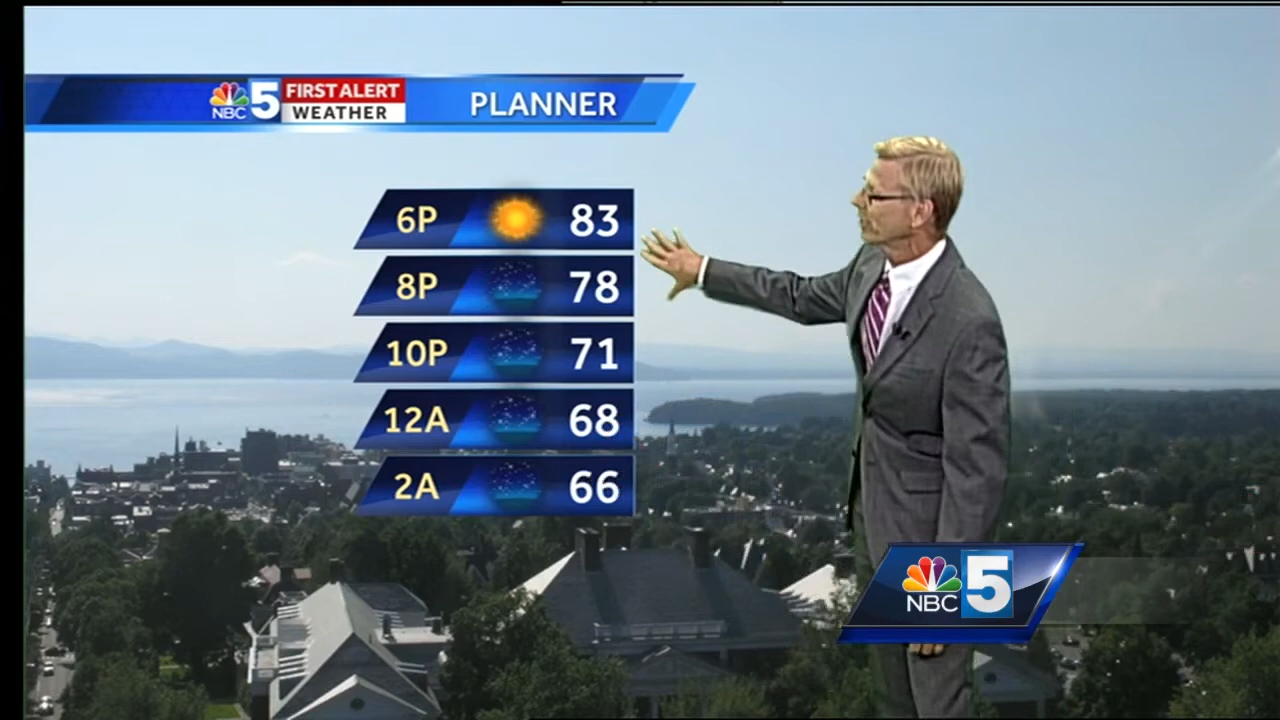 NBC 5 FIRST ALERT WEATHER PLANNER
6P 83
8P 78
10P 71
12A 68
2A 66
NBC 5